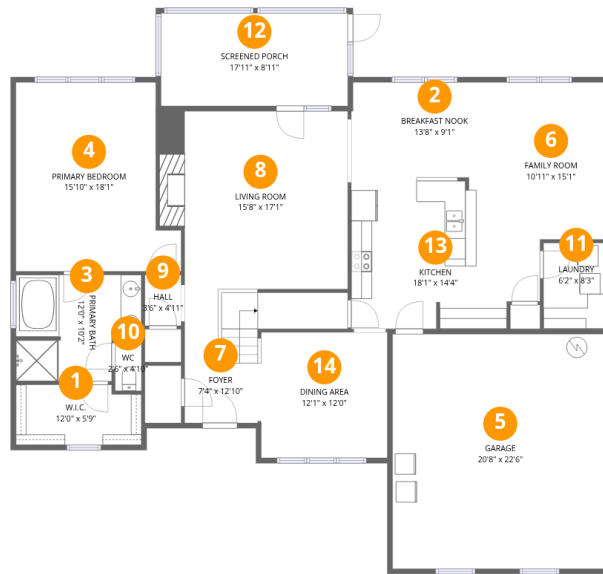 12
SCREENED PORCH
17'11" x 8'11"
2
BREAKFAST NOOK
13'8" x 9'1"
4
PRIMARY BEDROOM
15'10" x 18'1"
6
FAMILY ROOM
10'11" x 15'1"
8
LIVING ROOM
15'8" x 17'1"
13
KITCHEN
18'1" x 14'4"
11
LAUNDRY
6'2" x 8'3"
3
PRIMARY BATH
12'0" x 10'2"
9
HALL
3'6" x 4'11"
10
WC
2'6" x 4'10"
7
FOYER
7'4" x 12'10"
1
W.I.C.
12'0" x 5'9"
14
DINING AREA
12'1" x 12'0"
5
GARAGE
20'8" x 22'6"